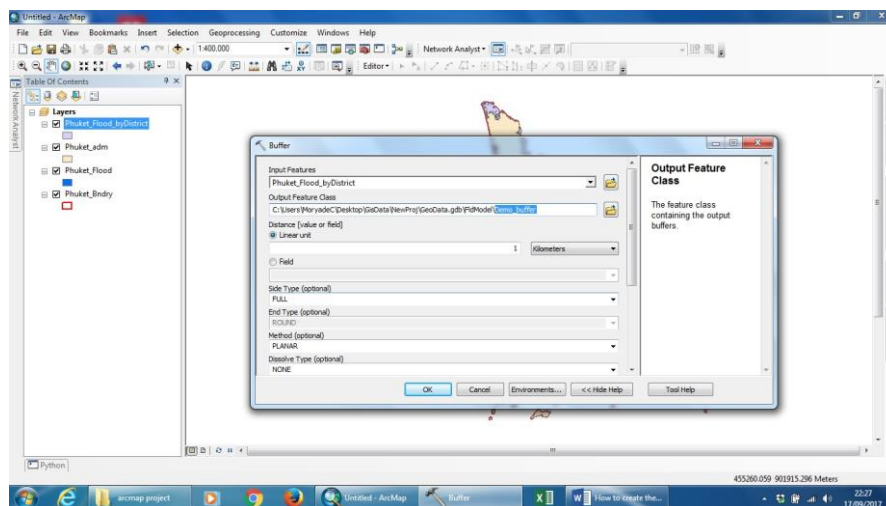 Untitled - ArcMap
File Edit View Bookmarks Insert Selection Geoprocessing Customize Windows Help
1:400,000
Network Analyst
Editor
Table Of Contents
Layers
Phuket_Flood_byDistrict
Phuket_adm
Phuket_Flood
Phuket_Bndry
Network Analyst
Buffer
Input Features
Phuket_Flood_byDistrict
Output Feature Class
C:\Users\MoryadeC\Desktop\GisData\NewProj\GeoData.gdb\FldModel\Demo_buffer
Distance [value or field]
Linear unit
1 Kilometers
Field
Side Type (optional)
FULL
End Type (optional)
ROUND
Method (optional)
PLANAR
Dissolve Type (optional)
NONE
OK Cancel Environments... << Hide Help Tool Help
Output Feature Class
The feature class containing the output buffers.
Python
455260.059 901915.296 Meters
arcmap project
Untitled - ArcMap
Buffer
How to create the...
22:27
17/09/2017